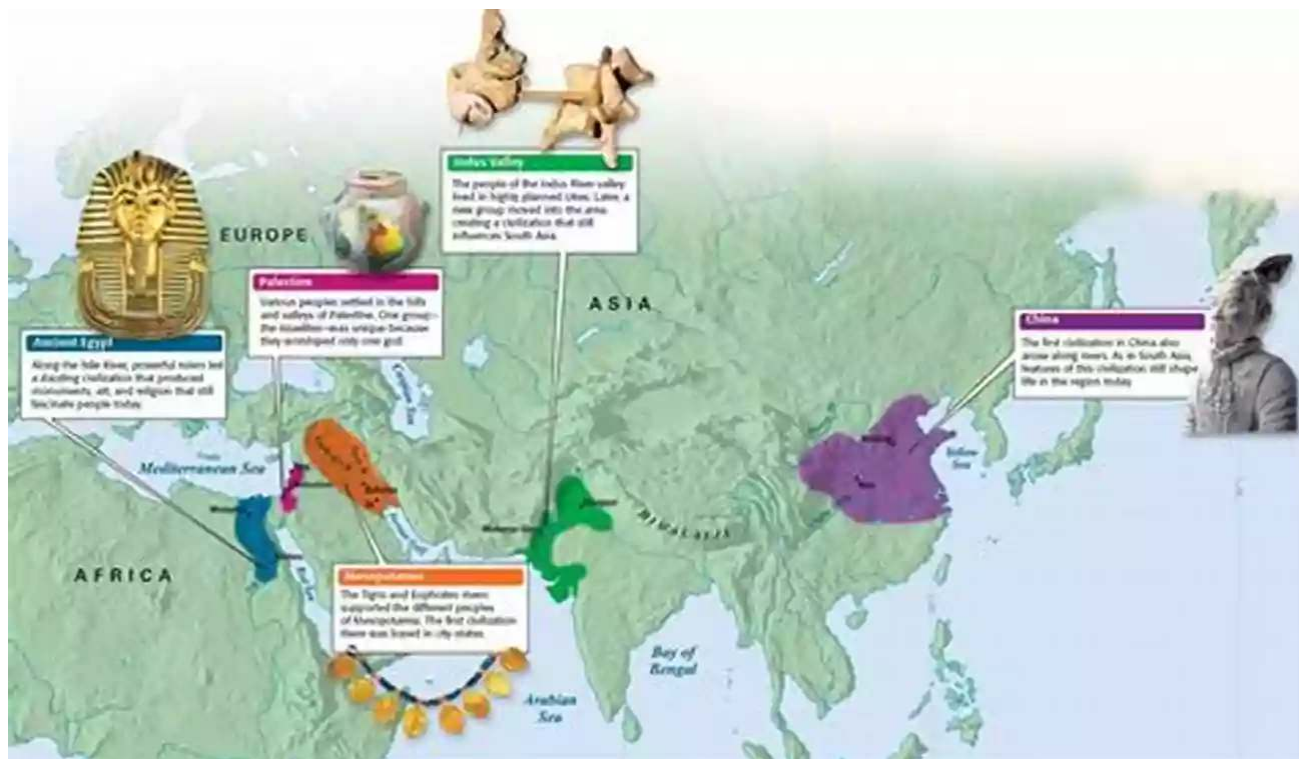 Indus Valley
The people of the Indus River valley
lived in highly planned cities. Later, a
new group moved into the area,
creating a civilization that still
influences South Asia.
EUROPE
Palestine
Various peoples settled in the hills
and valleys of Palestine. One group—
the Israelites—was unique because
they worshiped only one god.
ASIA
China
The first civilization in China also
arose along rivers. As in South Asia,
features of this civilization still shape
life in the region today.
Ancient Egypt
Along the Nile River, powerful rulers led
a dazzling civilization that produced
monuments, art, and religion that still
fascinate people today.
Caspian Sea
Mediterranean Sea
Yellow
Sea
HIMALAYAS
AFRICA
Red Sea
Mesopotamia
The Tigris and Euphrates rivers
supported the different peoples
of Mesopotamia. The first civilization
there was based in city-states.
Bay of
Bengal
Arabian
Sea